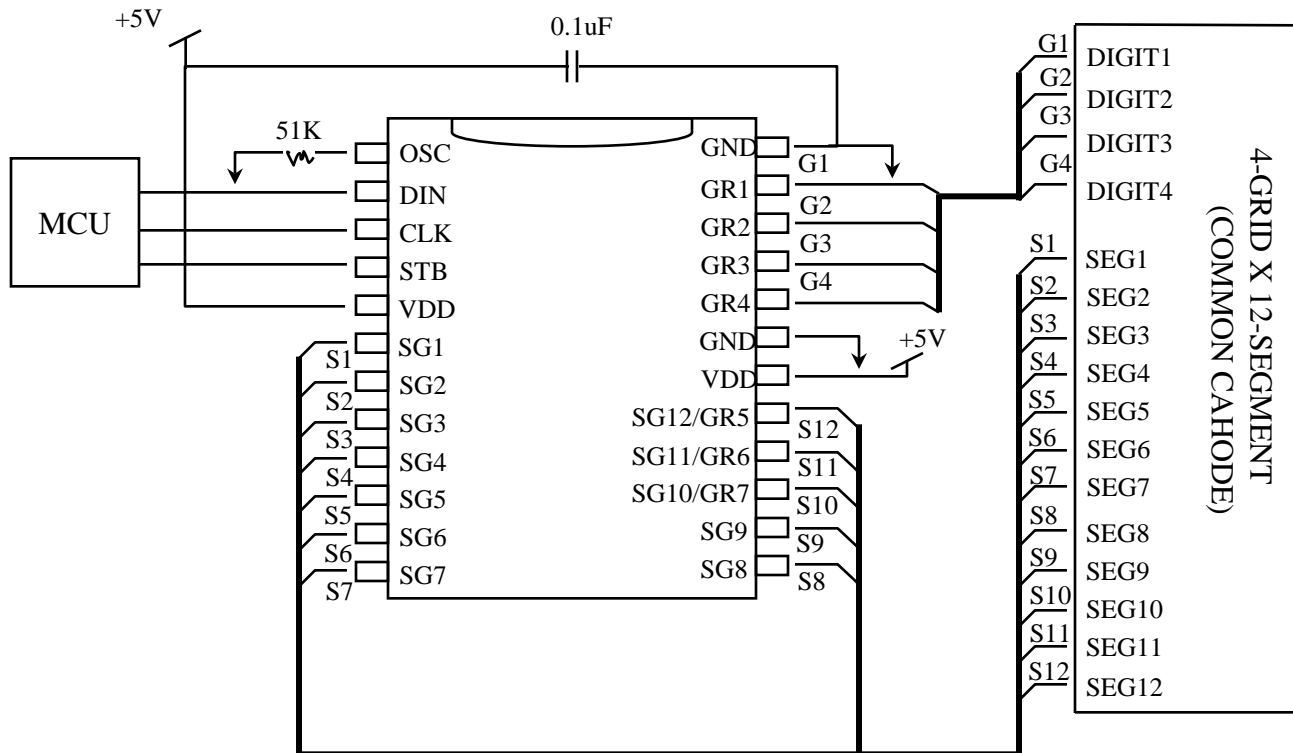 +5V
0.1uF
51K
MCU
OSC
DIN
CLK
STB
VDD
SG1
SG2
SG3
SG4
SG5
SG6
SG7
S1
S2
S3
S4
S5
S6
S7
GND
GR1
GR2
GR3
GR4
GND
VDD
SG12/GR5
SG11/GR6
SG10/GR7
SG9
SG8
G1
G2
G3
G4
+5V
S12
S11
S10
S9
S8
G1
G2
G3
G4
S1
S2
S3
S4
S5
S6
S7
S8
S9
S10
S11
S12
DIGIT1
DIGIT2
DIGIT3
DIGIT4
SEG1
SEG2
SEG3
SEG4
SEG5
SEG6
SEG7
SEG8
SEG9
SEG10
SEG11
SEG12
4-GRID X 12-SEGMENT
(COMMON CAHODE)